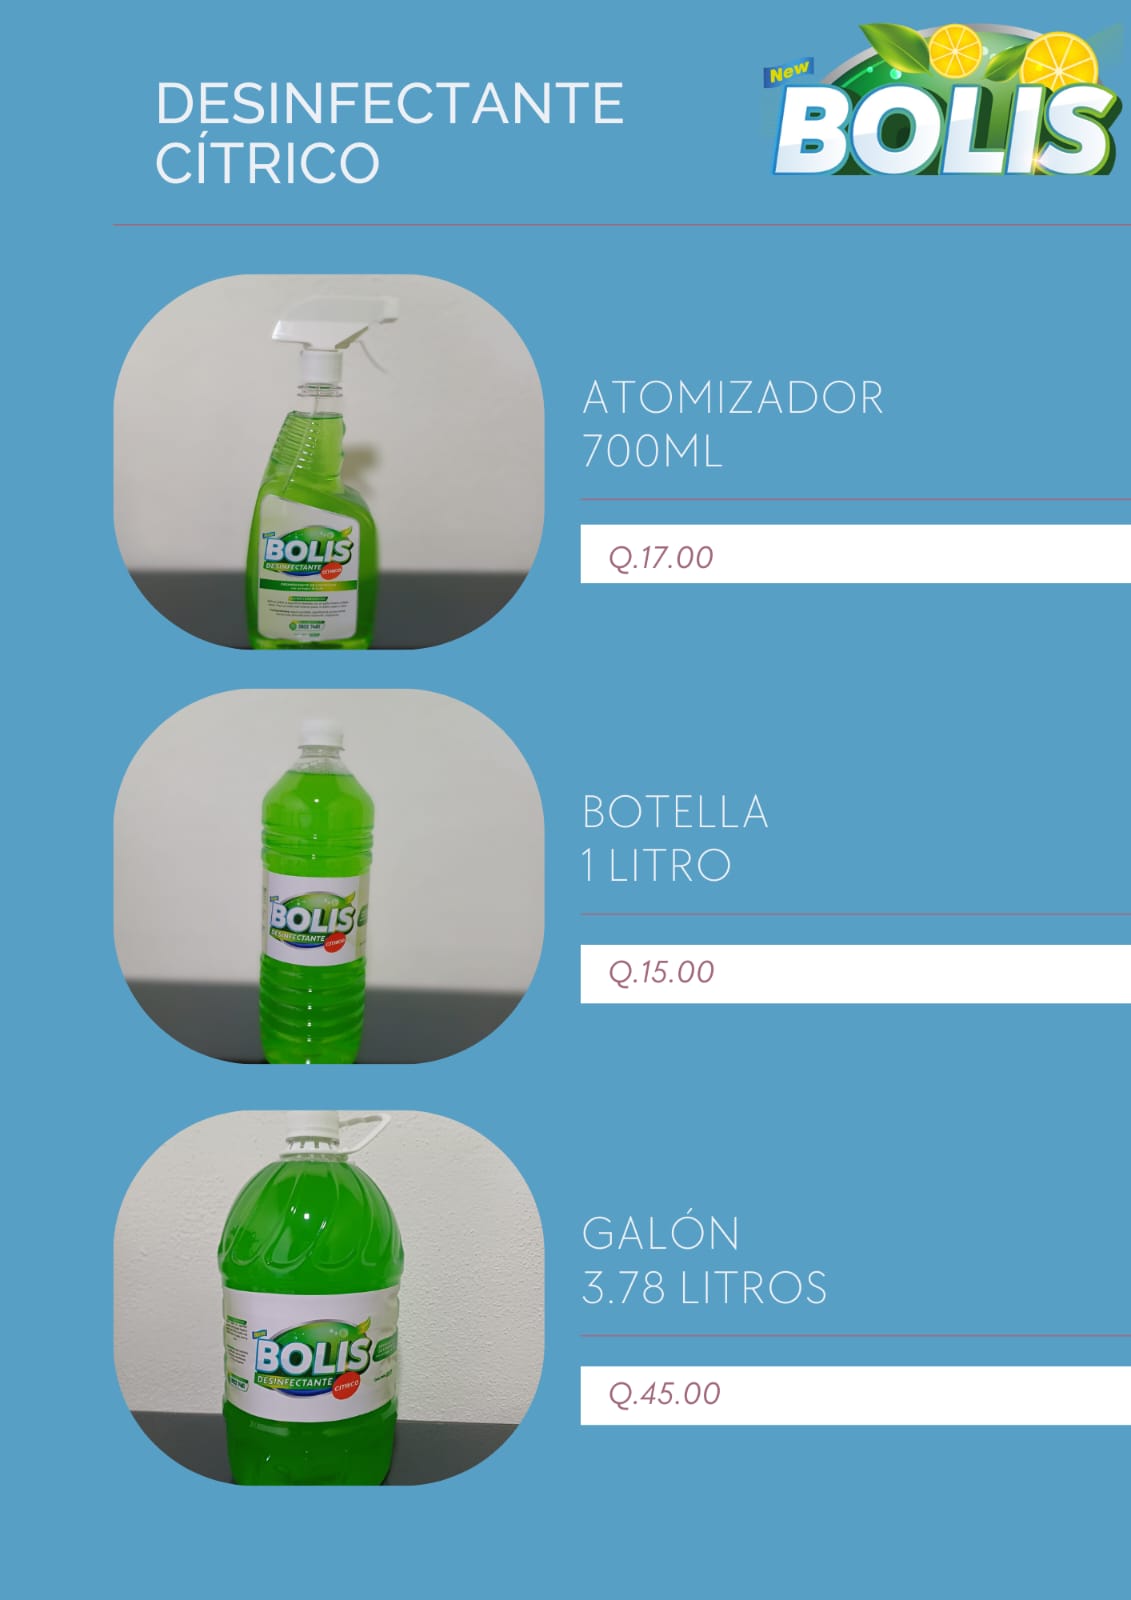 DESINFECTANTE
CÍTRICO
New
BOLIS
ATOMIZADOR
700ML
Q.17.00
BOLIS
DESINFECTANTE
CÍTRICO
BOTELLA
1 LITRO
Q.15.00
BOLIS
DESINFECTANTE
CÍTRICO
GALÓN
3.78 LITROS
Q.45.00
New
BOLIS
DESINFECTANTE
CÍTRICO